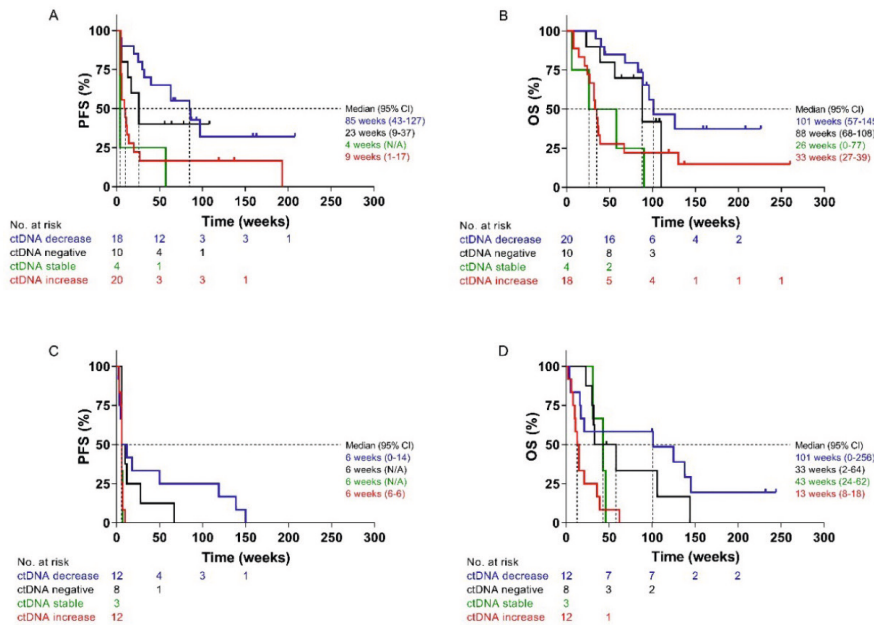 A
PFS (%)
100
75
50
25
0
0 50 100 150 200 250 300
Time (weeks)
Median (95% CI)
85 weeks (43-127)
23 weeks (9-37)
4 weeks (N/A)
9 weeks (1-17)
No. at risk
ctDNA decrease 18 12 3 3 1
ctDNA negative 10 4 1
ctDNA stable 4 1
ctDNA increase 20 3 3 1
B
OS (%)
100
75
50
25
0
0 50 100 150 200 250 300
Time (weeks)
Median (95% CI)
101 weeks (57-145
88 weeks (68-108)
26 weeks (0-77)
33 weeks (27-39)
No. at risk
ctDNA decrease 20 16 6 4 2
ctDNA negative 10 8 3
ctDNA stable 4 2
ctDNA increase 18 5 4 1 1 1
C
PFS (%)
100
75
50
25
0
0 50 100 150 200 250 300
Time (weeks)
Median (95% CI)
6 weeks (0-14)
6 weeks (N/A)
6 weeks (N/A)
6 weeks (6-6)
No. at risk
ctDNA decrease 12 4 3 1
ctDNA negative 8 1
ctDNA stable 3
ctDNA increase 12
D
OS (%)
100
75
50
25
0
0 50 100 150 200 250 300
Time (weeks)
Median (95% CI)
101 weeks (0-256)
33 weeks (2-64)
43 weeks (24-62)
13 weeks (8-18)
No. at risk
ctDNA decrease 12 7 7 2 2
ctDNA negative 8 3 2
ctDNA stable 3
ctDNA increase 12 1